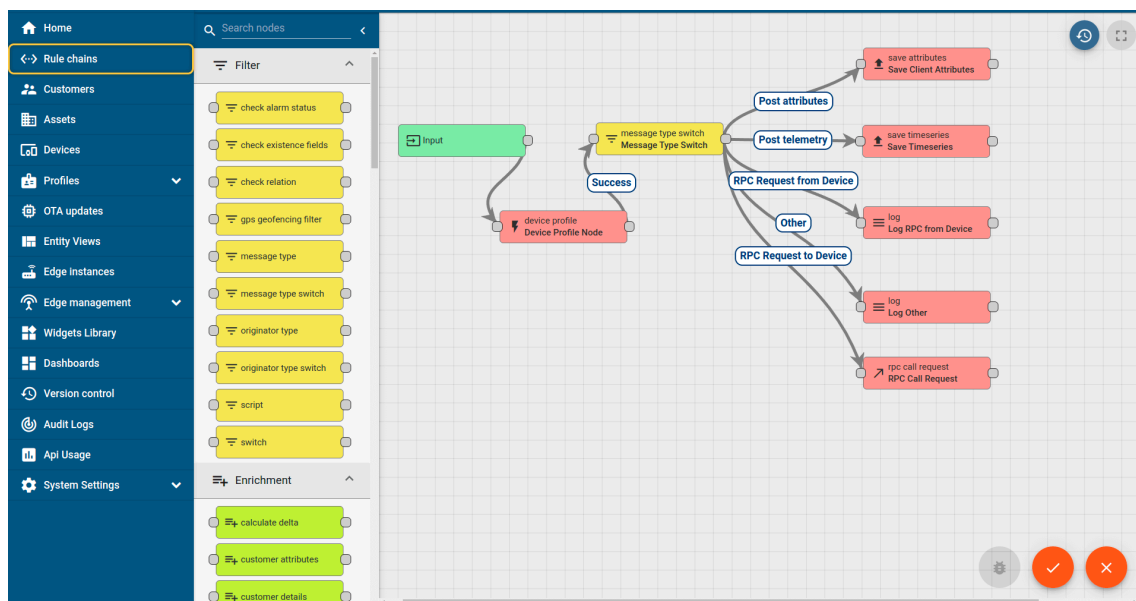 Home
Rule chains
Customers
Assets
Devices
Profiles
OTA updates
Entity Views
Edge instances
Edge management
Widgets Library
Dashboards
Version control
Audit Logs
Api Usage
System Settings
Search nodes
Filter
check alarm status
check existence fields
check relation
gps geofencing filter
message type
message type switch
originator type
originator type switch
script
switch
Enrichment
calculate delta
customer attributes
customer details
Input
device profile
Device Profile Node
Success
message type switch
Message Type Switch
Post attributes
Post telemetry
RPC Request from Device
Other
RPC Request to Device
save attributes
Save Client Attributes
save timeseries
Save Timeseries
log
Log RPC from Device
log
Log Other
rpc call request
RPC Call Request